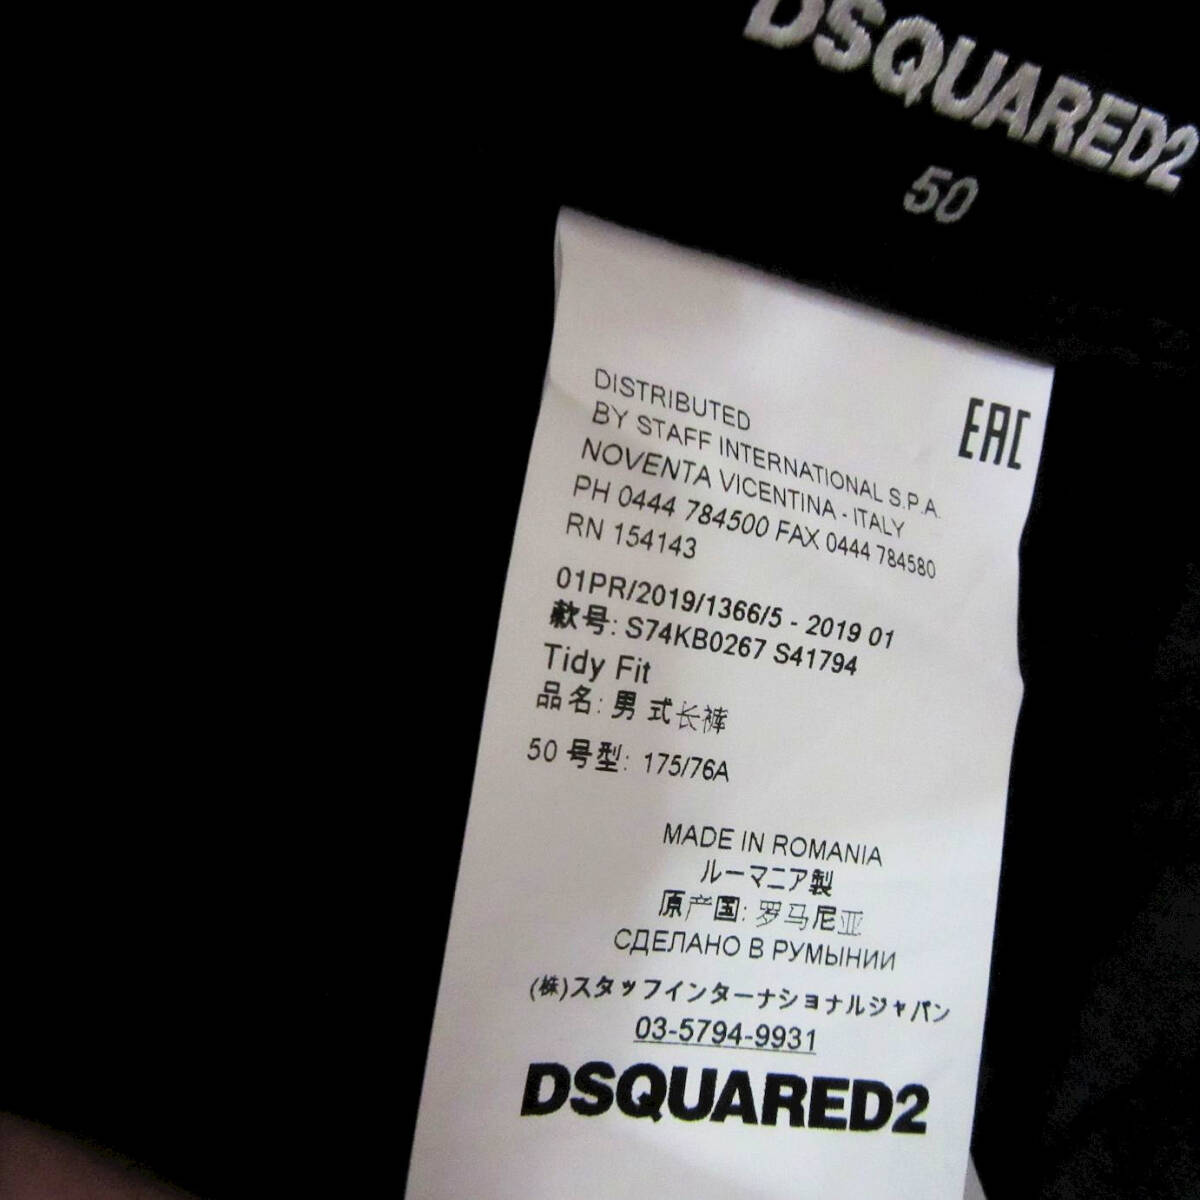 DSQUARED2
50
EAC
DISTRIBUTED
BY STAFF INTERNATIONAL S.P.A.
NOVENTA VICENTINA - ITALY
PH 0444 784500 FAX 0444 784580
RN 154143
01PR/2019/1366/5 - 2019 01
款号: S74KB0267 S41794
Tidy Fit
品名: 男式长裤
50 号型: 175/76A
MADE IN ROMANIA
ルーマニア製
原产国: 罗马尼亚
СДЕЛАНО В РУМЫНИИ
(株)スタッフインターナショナルジャパン
03-5794-9931
DSQUARED2